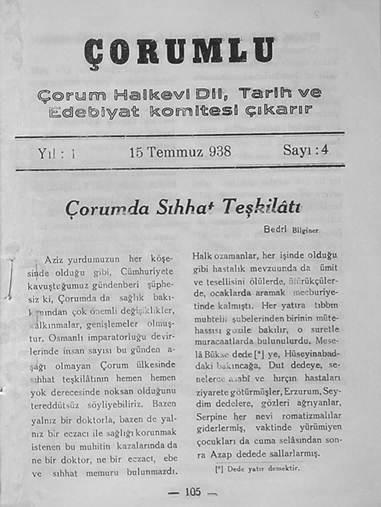 ÇORUMLU
Çorum Halkevi Dil, Tarih ve
Edebiyat komitesi çıkarır
Yıl : 1 15 Temmuz 938 Sayı : 4
Çorumda Sıhhat Teşkilâtı
Bedri Bilginer
Aziz yurdumuzun her köşe-
sinde olduğu gibi, Cümhuriyete
kavuştuğumuz gündenberi şüphe-
siz ki, Çorumda da sağlık bakı-
mından çok önemli değişiklikler,
kalkınmalar, genişlemeler olmuş-
tur. Osmanlı imparatorluğu devir-
lerinde insan sayısı bu günden a-
şağı olmayan Çorum ülkesinde
sıhhat teşkilâtının hemen hemen
yok derecesinde noksan olduğunu
tereddütsüz söyliyebiliriz. Bazen
yalnız bir doktorla, bazen de yal-
nız bir eczacı ile sağlığı korunmak
istenen bu muhitin kazalarında da
ne bir doktor, ne bir eczacı, ebe
ve sıhhat memuru bulunmazdı.
Halk ozamanlar, her işinde olduğu
gibi hastalık mevzuunda da ümit
ve tesellisini ölülerde, üfürükçüler-
de, ocaklarda aramak mecburiye-
tinde kalmıştı. Her yatıra tıbbın
muhtelif şubelerinden birinin müte-
hassısı gözile bakılır, o suretle
muracaatlarda bulunulurdu. Mese-
lâ Bükse dede [*] ye, Hüseyinabad-
daki bakıncağa, Dut dedeye, se-
nelerce asabî ve hırçın hastaları
ziyarete götürmüşler, Erzurum, Sey-
dim dedelere, gözleri ağrıyanlar,
Serpine her nevi romatizmalılar
giderlermiş, vaktinde yürümiyen
çocukları da cuma selâsından son-
ra Azap dedede sallarlarmış.
[*] Dede yatır demektir.
— 105 —